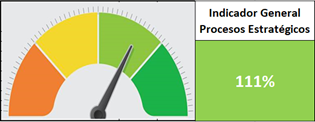 Indicador General
Procesos Estratégicos
111%